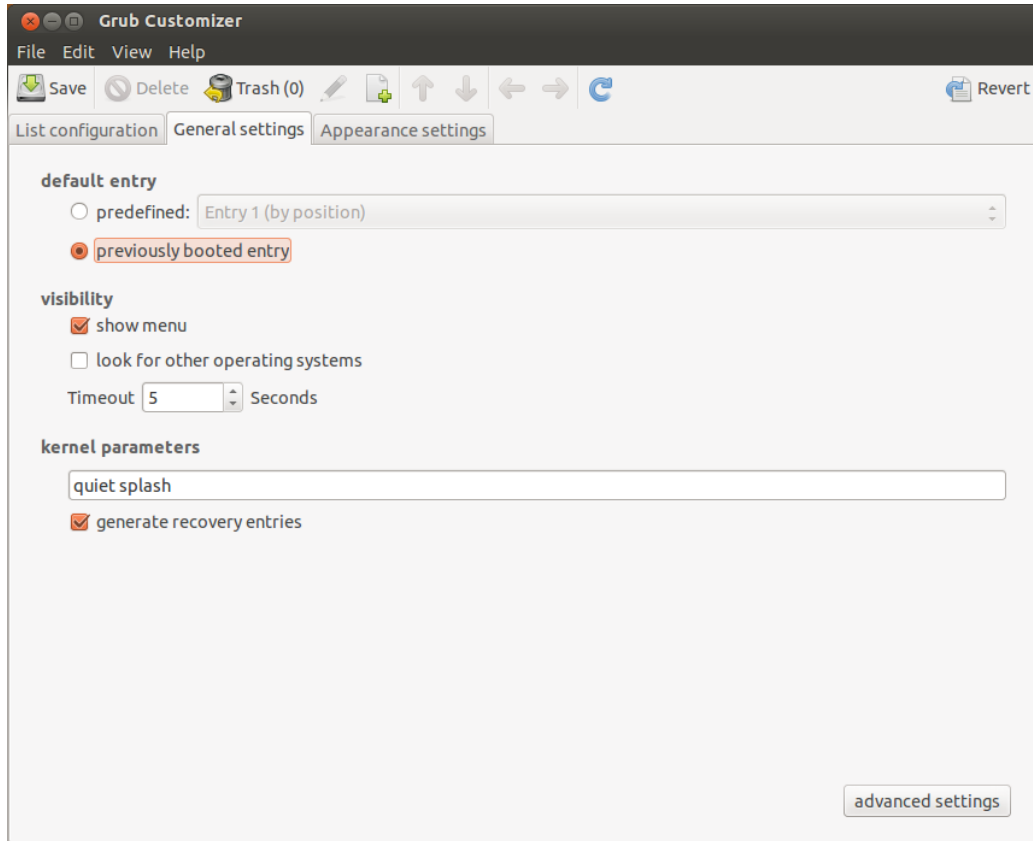 Grub Customizer
File Edit View Help
Save Delete Trash (0) Revert
List configuration General settings Appearance settings
default entry
predefined: Entry 1 (by position)
previously booted entry
visibility
show menu
look for other operating systems
Timeout 5 Seconds
kernel parameters
quiet splash
generate recovery entries
advanced settings